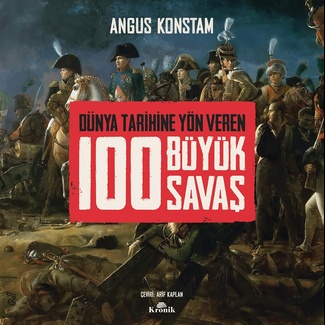 ANGUS KONSTAM
DÜNYA TARİHİNE YÖN VEREN
100 BÜYÜK
SAVAŞ
ÇEVİRİ: ARİF KAPLAN
Kronik